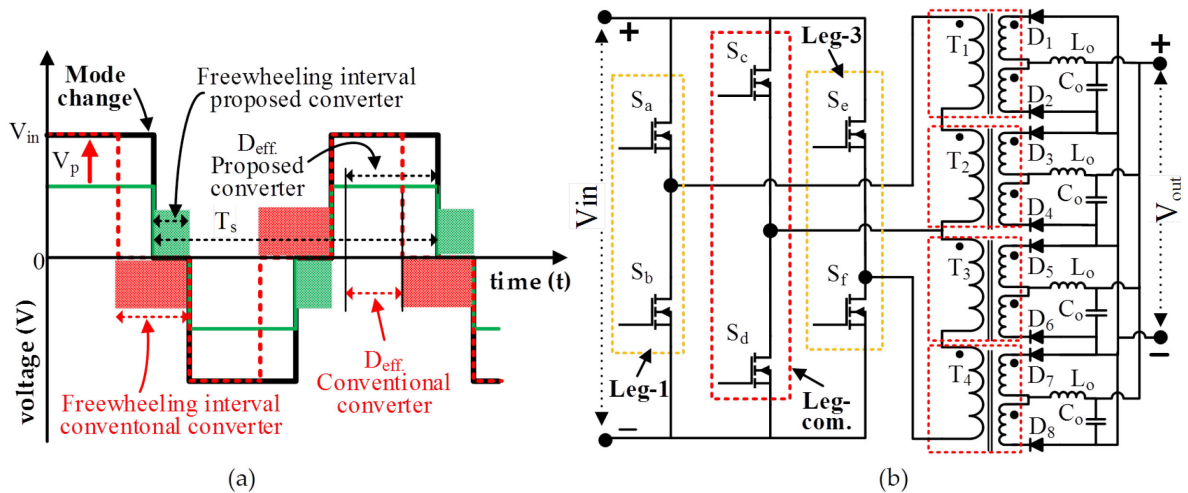 Mode
change
Freewheeling interval
proposed converter
V_in
V_p
D_eff.
Proposed
converter
T_s
0
time (t)
voltage (V)
D_eff.
Conventional
converter
Freewheeling interval
conventonal converter
(a)
+
Vin
−
Leg-1
S_a
S_b
S_c
S_d
Leg-
com.
Leg-3
S_e
S_f
T_1
T_2
T_3
T_4
D_1
L_o
C_o
D_2
D_3
L_o
C_o
D_4
D_5
L_o
C_o
D_6
D_7
L_o
C_o
D_8
+
V_out
−
(b)